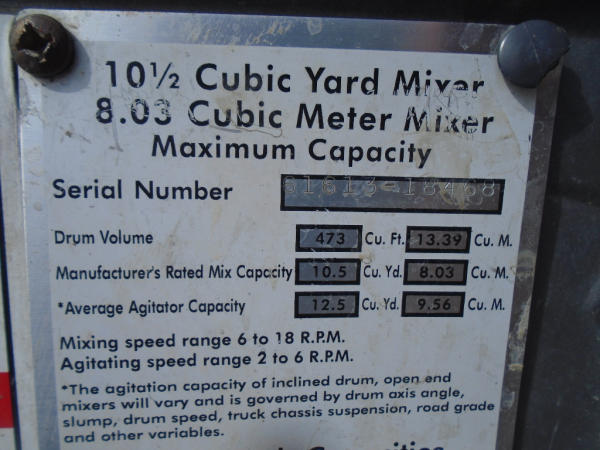 10½ Cubic Yard Mixer
8.03 Cubic Meter Mixer
Maximum Capacity
Serial Number
Drum Volume 473 Cu. Ft. 13.39 Cu. M.
Manufacturer's Rated Mix Capacity 10.5 Cu. Yd. 8.03 Cu. M.
*Average Agitator Capacity 12.5 Cu. Yd. 9.56 Cu. M.
Mixing speed range 6 to 18 R.P.M.
Agitating speed range 2 to 6 R.P.M.
*The agitation capacity of inclined drum, open end
mixers will vary and is governed by drum axis angle,
slump, drum speed, truck chassis suspension, road grade
and other variables.